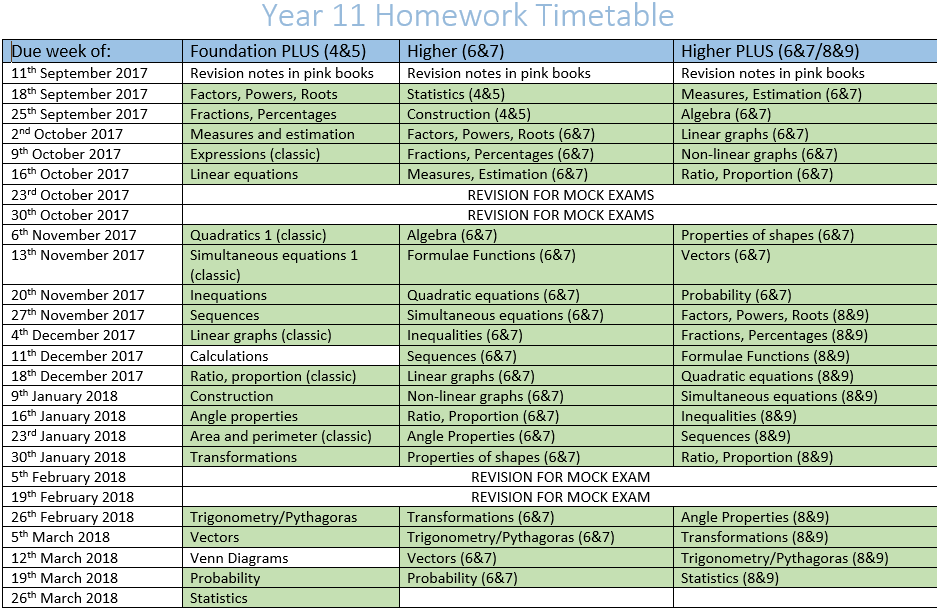 Year 11 Homework Timetable
Due week of: Foundation PLUS (4&5) Higher (6&7) Higher PLUS (6&7/8&9)
11th September 2017 Revision notes in pink books Revision notes in pink books Revision notes in pink books
18th September 2017 Factors, Powers, Roots Statistics (4&5) Measures, Estimation (6&7)
25th September 2017 Fractions, Percentages Construction (4&5) Algebra (6&7)
2nd October 2017 Measures and estimation Factors, Powers, Roots (6&7) Linear graphs (6&7)
9th October 2017 Expressions (classic) Fractions, Percentages (6&7) Non-linear graphs (6&7)
16th October 2017 Linear equations Measures, Estimation (6&7) Ratio, Proportion (6&7)
23rd October 2017 REVISION FOR MOCK EXAMS
30th October 2017 REVISION FOR MOCK EXAMS
6th November 2017 Quadratics 1 (classic) Algebra (6&7) Properties of shapes (6&7)
13th November 2017 Simultaneous equations 1 Formulae Functions (6&7) Vectors (6&7)
(classic)
20th November 2017 Inequations Quadratic equations (6&7) Probability (6&7)
27th November 2017 Sequences Simultaneous equations (6&7) Factors, Powers, Roots (8&9)
4th December 2017 Linear graphs (classic) Inequalities (6&7) Fractions, Percentages (8&9)
11th December 2017 Calculations Sequences (6&7) Formulae Functions (8&9)
18th December 2017 Ratio, proportion (classic) Linear graphs (6&7) Quadratic equations (8&9)
9th January 2018 Construction Non-linear graphs (6&7) Simultaneous equations (8&9)
16th January 2018 Angle properties Ratio, Proportion (6&7) Inequalities (8&9)
23rd January 2018 Area and perimeter (classic) Angle Properties (6&7) Sequences (8&9)
30th January 2018 Transformations Properties of shapes (6&7) Ratio, Proportion (8&9)
5th February 2018 REVISION FOR MOCK EXAM
19th February 2018 REVISION FOR MOCK EXAM
26th February 2018 Trigonometry/Pythagoras Transformations (6&7) Angle Properties (8&9)
5th March 2018 Vectors Trigonometry/Pythagoras (6&7) Transformations (8&9)
12th March 2018 Venn Diagrams Vectors (6&7) Trigonometry/Pythagoras (8&9)
19th March 2018 Probability Probability (6&7) Statistics (8&9)
26th March 2018 Statistics